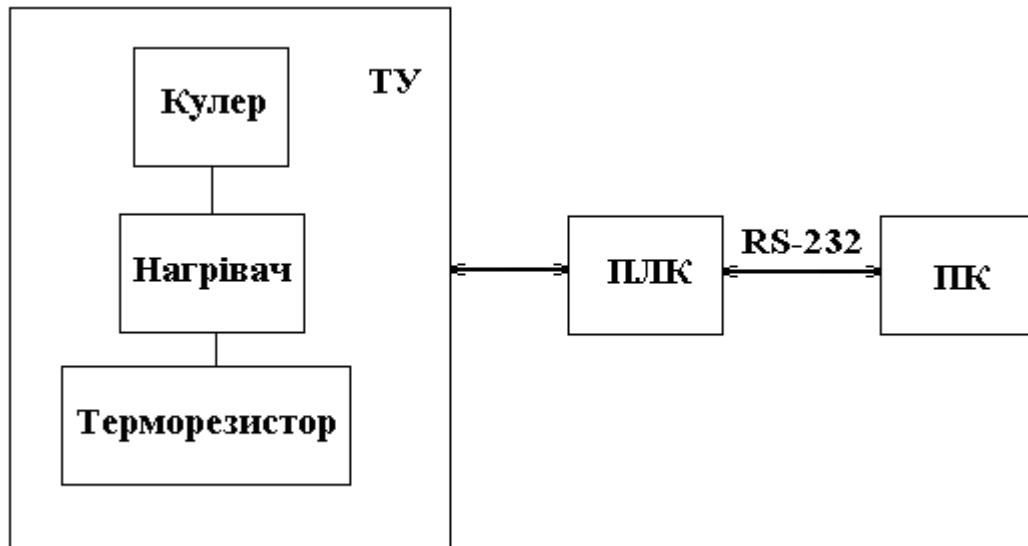 ТУ
Кулер
Нагрівач
Терморезистор
ПЛК
RS-232
ПК